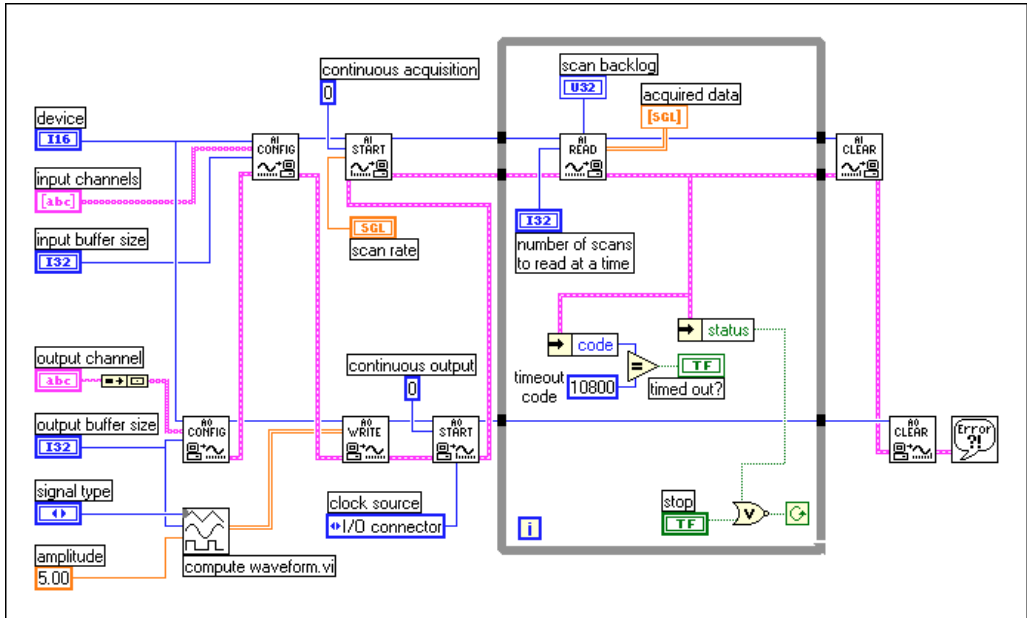 continuous acquisition
0
scan backlog
U32
acquired data
[SGL]
device
I16
AI
CONFIG
AI
START
AI
READ
AI
CLEAR
input channels
[abc]
input buffer size
I32
SGL
scan rate
I32
number of scans
to read at a time
code
status
=
TF
timed out?
timeout
code
10800
output channel
abc
continuous output
0
output buffer size
I32
AO
CONFIG
AO
WRITE
AO
START
AO
CLEAR
Error
?!
signal type
clock source
I/O connector
stop
TF
V
i
amplitude
5.00
compute waveform.vi